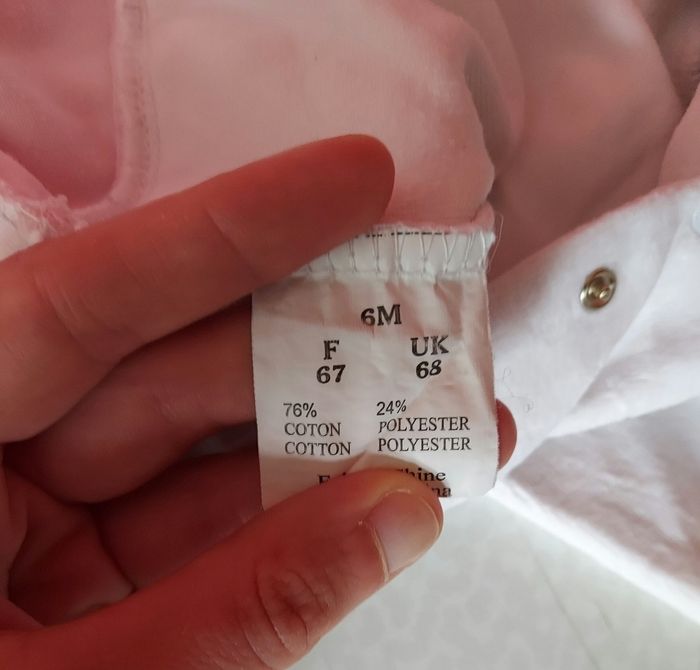 6M
F UK
67 68
76% 24%
COTON POLYESTER
COTTON POLYESTER